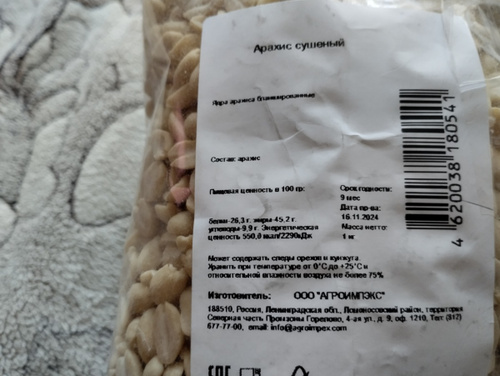 Арахис сушеный
Ядра арахиса бланшированные
Состав: арахис
Пищевая ценность в 100 гр:
белки-26,3 г. жиры-45,2 г.
углеводы-9,9 г. Энергетическая
ценность 550,0 ккал/2290кДж
Срок годности:
9 мес
Дата пр-ва:
16.11.2024
Масса нетто:
1 кг
4 620038 180541
Может содержать следы орехов и кунжута.
Хранить при температуре от 0°С до +25°С и
относительной влажности воздуха не более 75%
Изготовитель: ООО "АГРОИМПЭКС"
188510, Россия, Ленинградская обл., Ломоносовский район, территория
Северная часть Промзоны Горелово, 4-ая ул., д. 9, оф. 1210, Тел: (812)
677-77-00, email: info@agroimpex.com
ЕАС